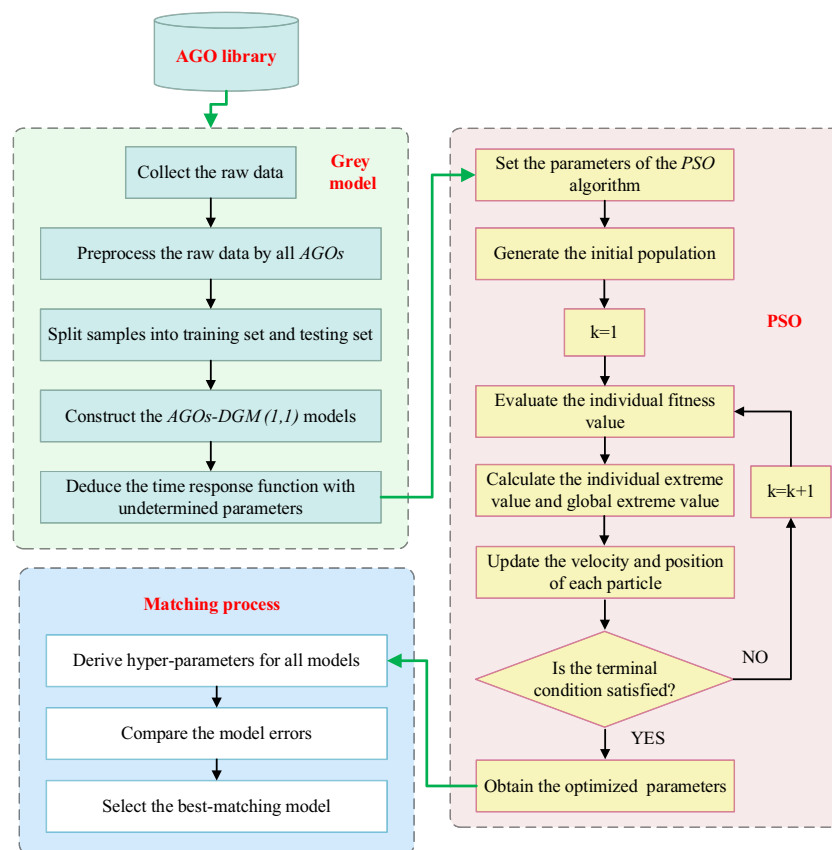 AGO library
Grey
model
Collect the raw data
Preprocess the raw data by all AGOs
Split samples into training set and testing set
Construct the AGOs-DGM (1,1) models
Deduce the time response function with
undetermined parameters
PSO
Set the parameters of the PSO
algorithm
Generate the initial population
k=1
Evaluate the individual fitness
value
Calculate the individual extreme
value and global extreme value
k=k+1
Update the velocity and position
of each particle
Is the terminal
condition satisfied?
NO
YES
Obtain the optimized parameters
Matching process
Derive hyper-parameters for all models
Compare the model errors
Select the best-matching model